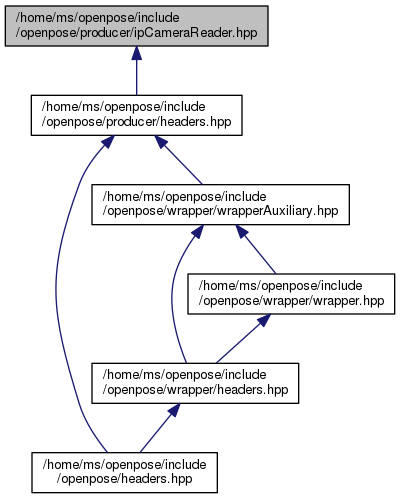 /home/ms/openpose/include
/openpose/producer/ipCameraReader.hpp
/home/ms/openpose/include
/openpose/producer/headers.hpp
/home/ms/openpose/include
/openpose/wrapper/wrapperAuxiliary.hpp
/home/ms/openpose/include
/openpose/wrapper/wrapper.hpp
/home/ms/openpose/include
/openpose/wrapper/headers.hpp
/home/ms/openpose/include
/openpose/headers.hpp